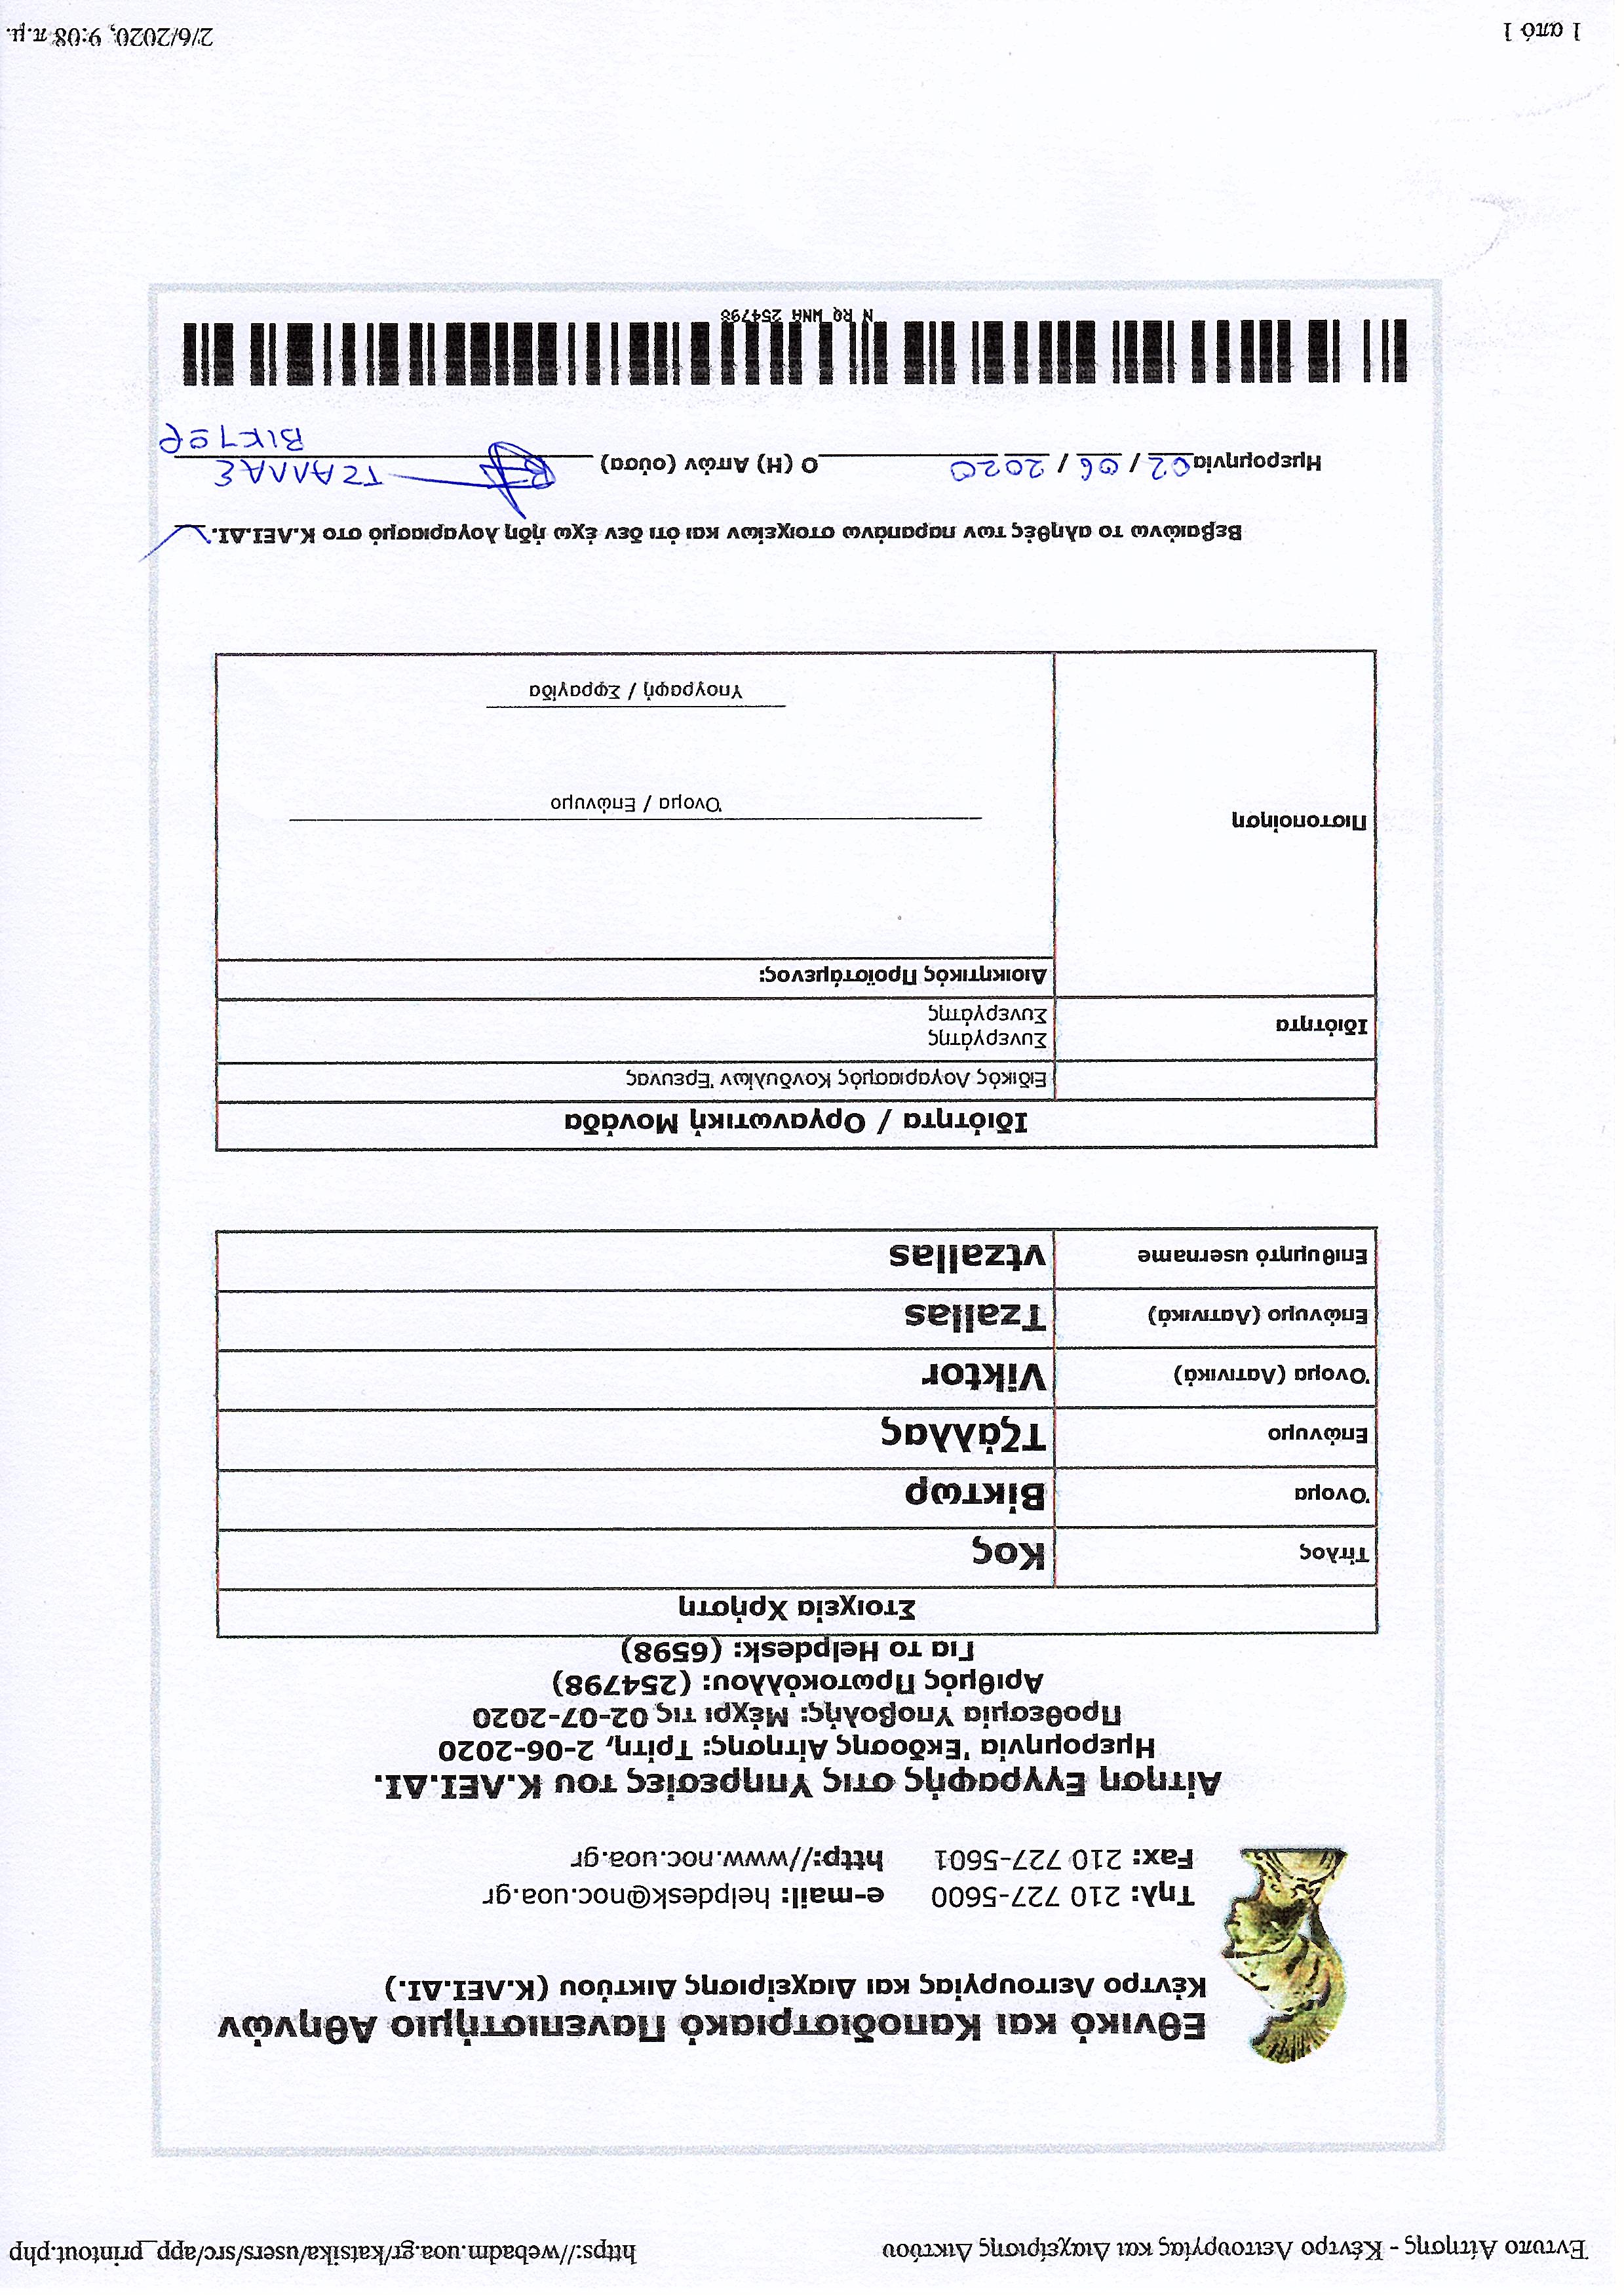 Έντυπο Αίτησης - Κέντρο Λειτουργίας και Διαχείρισης Δικτύου
https://webadm.uoa.gr/katsika/users/src/app_printout.php
Εθνικό και Καποδιστριακό Πανεπιστήμιο Αθηνών
Κέντρο Λειτουργίας και Διαχείρισης Δικτύου (Κ.ΛΕΙ.ΔΙ.)
Τηλ: 210 727-5600 e-mail: helpdesk@noc.uoa.gr
Fax: 210 727-5601 http://www.noc.uoa.gr
Αίτηση Εγγραφής στις Υπηρεσίες του Κ.ΛΕΙ.ΔΙ.
Ημερομηνία Έκδοσης Αίτησης: Τρίτη, 2-06-2020
Προθεσμία Υποβολής: Μέχρι τις 02-07-2020
Αριθμός Πρωτοκόλλου: (254798)
Για το Helpdesk: (6598)
Στοιχεία Χρήστη
Τίτλος Κος
Όνομα Βίκτωρ
Επώνυμο Τζάλλας
Όνομα (Λατινικά) Viktor
Επώνυμο (Λατινικά) Tzallas
Επιθυμητό username vtzallas
Ιδιότητα / Οργανωτική Μονάδα
Ειδικός Λογαριασμός Κονδυλίων Έρευνας
Ιδιότητα Συνεργάτης
Συνεργάτης
Διοικητικός Προϊστάμενος:
Πιστοποίηση
Όνομα / Επώνυμο
Υπογραφή / Σφραγίδα
Βεβαιώνω το αληθές των παραπάνω στοιχείων και ότι δεν έχω ήδη λογαριασμό στο Κ.ΛΕΙ.ΔΙ.
Ημερομηνία 02 / 06 / 2020 Ο (Η) Αιτών (ούσα) ΤΖΑΛΛΑΣ
ΒΙΚΤΩΡ
N RQ WNA 254798
1 από 1
2/6/2020, 9:08 π.μ.